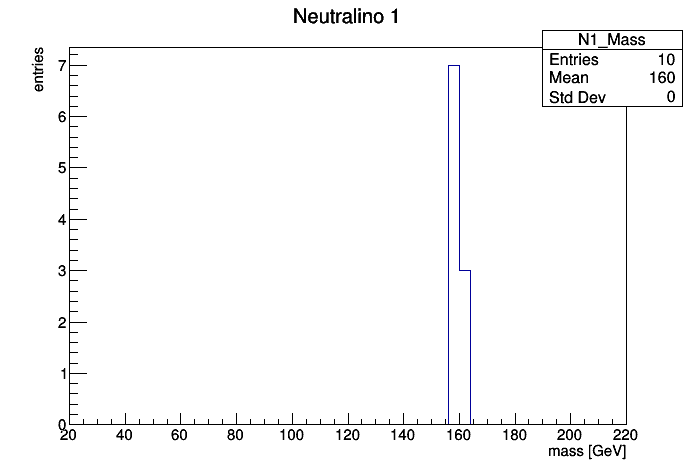 Neutralino 1
N1_Mass
Entries 10
Mean 160
Std Dev 0
entries
7
6
5
4
3
2
1
0
20 40 60 80 100 120 140 160 180 200 220
mass [GeV]